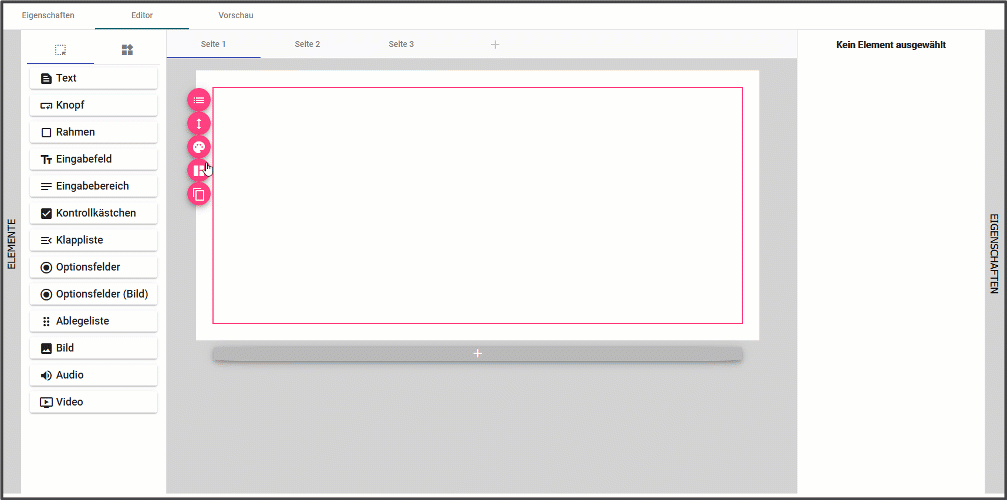 Eigenschaften Editor Vorschau
Seite 1 Seite 2 Seite 3 +
Kein Element ausgewählt
ELEMENTE
Text
Knopf
Rahmen
Eingabefeld
Eingabebereich
Kontrollkästchen
Klappliste
Optionsfelder
Optionsfelder (Bild)
Ablegeliste
Bild
Audio
Video
+
EIGENSCHAFTEN